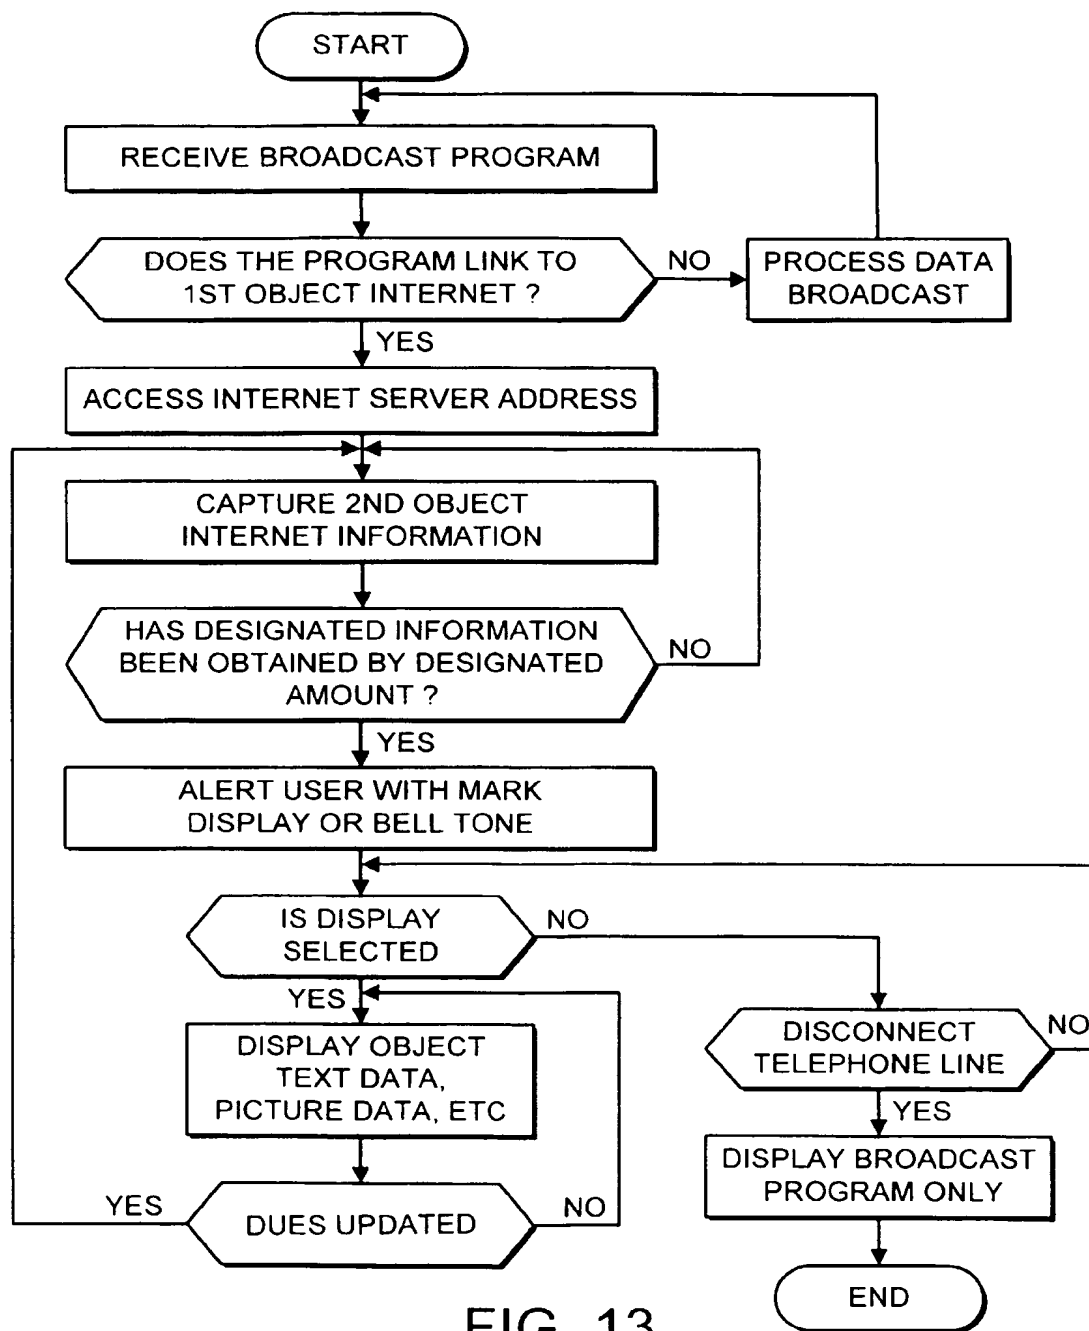 START
RECEIVE BROADCAST PROGRAM
DOES THE PROGRAM LINK TO
1ST OBJECT INTERNET ?
NO
PROCESS DATA
BROADCAST
YES
ACCESS INTERNET SERVER ADDRESS
CAPTURE 2ND OBJECT
INTERNET INFORMATION
HAS DESIGNATED INFORMATION
BEEN OBTAINED BY DESIGNATED
AMOUNT ?
NO
YES
ALERT USER WITH MARK
DISPLAY OR BELL TONE
IS DISPLAY
SELECTED
NO
YES
DISPLAY OBJECT
TEXT DATA,
PICTURE DATA, ETC
DISCONNECT
TELEPHONE LINE
NO
YES
DISPLAY BROADCAST
PROGRAM ONLY
YES
DUES UPDATED
NO
END
FIG. 13